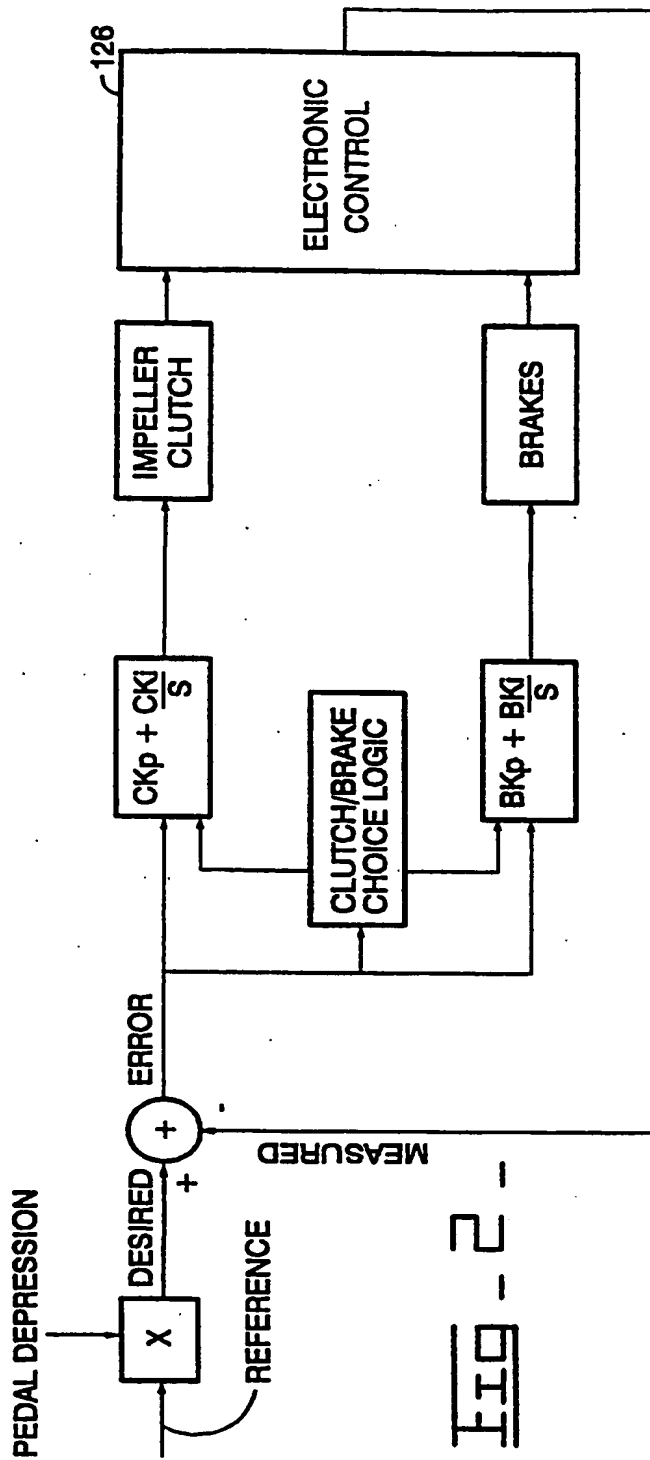 PEDAL DEPRESSION
X
REFERENCE
DESIRED
+
+
-
ERROR
MEASURED
CKp + CKi
S
CLUTCH/BRAKE
CHOICE LOGIC
BKp + BKi
S
IMPELLER
CLUTCH
BRAKES
126
ELECTRONIC
CONTROL
FIG - 2 -